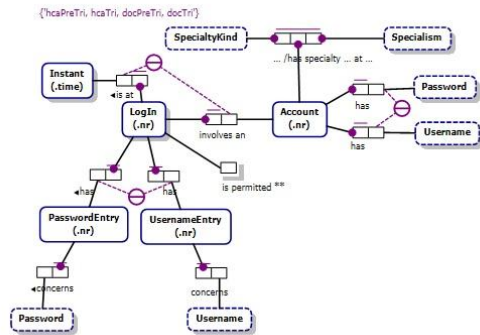 {'hcaPreTri, hcaTri, docPreTri, docTri'}
SpecialtyKind
Specialism
... /has specialty ... at ...
Instant
(.time)
◂is at
Password
has
LogIn
(.nr)
Account
(.nr)
involves an
Username
has
is permitted **
◂has
has
PasswordEntry
(.nr)
UsernameEntry
(.nr)
◂concerns
concerns
Password
Username